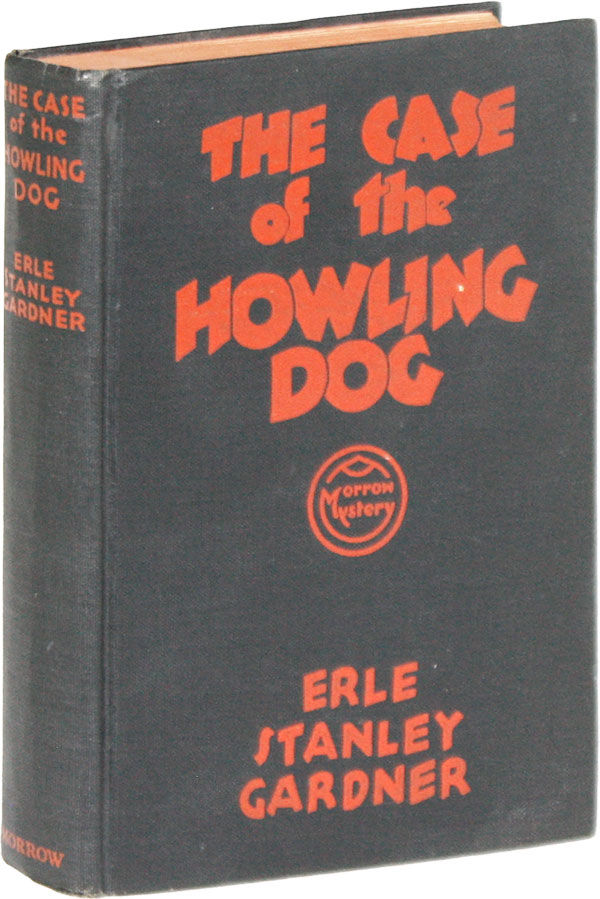 THE CASE
of the
HOWLING
DOG
ERLE
STANLEY
GARDNER
MORROW
THE CASE
of the
HOWLING
DOG
Morrow
Mystery
ERLE
STANLEY
GARDNER